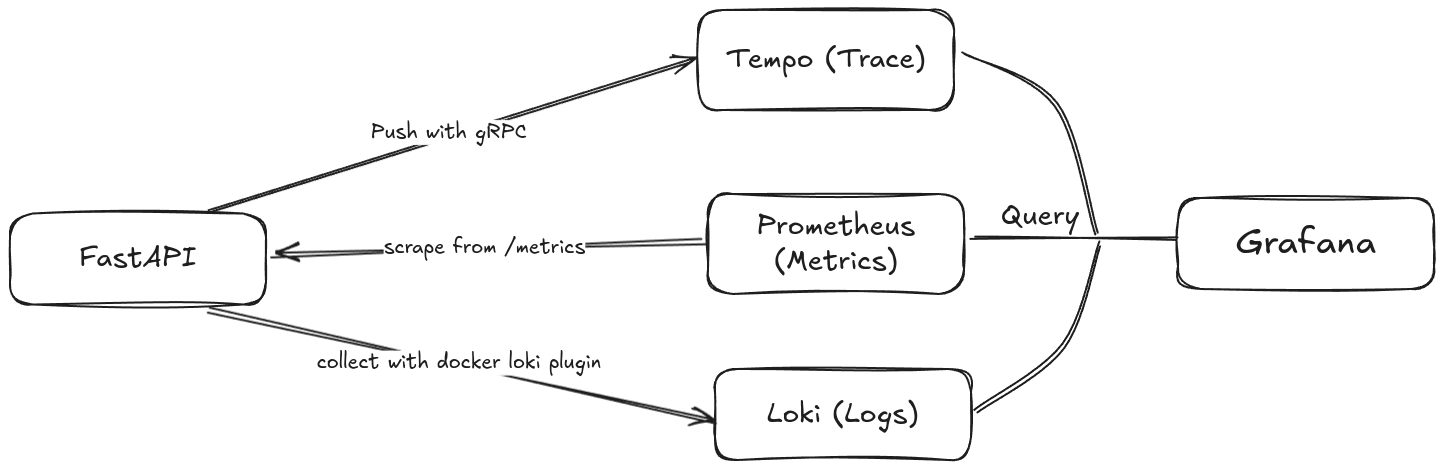 Tempo (Trace)
Push with gRPC
FastAPI
scrape from /metrics
Prometheus
(Metrics)
Query
Grafana
collect with docker loki plugin
Loki (Logs)